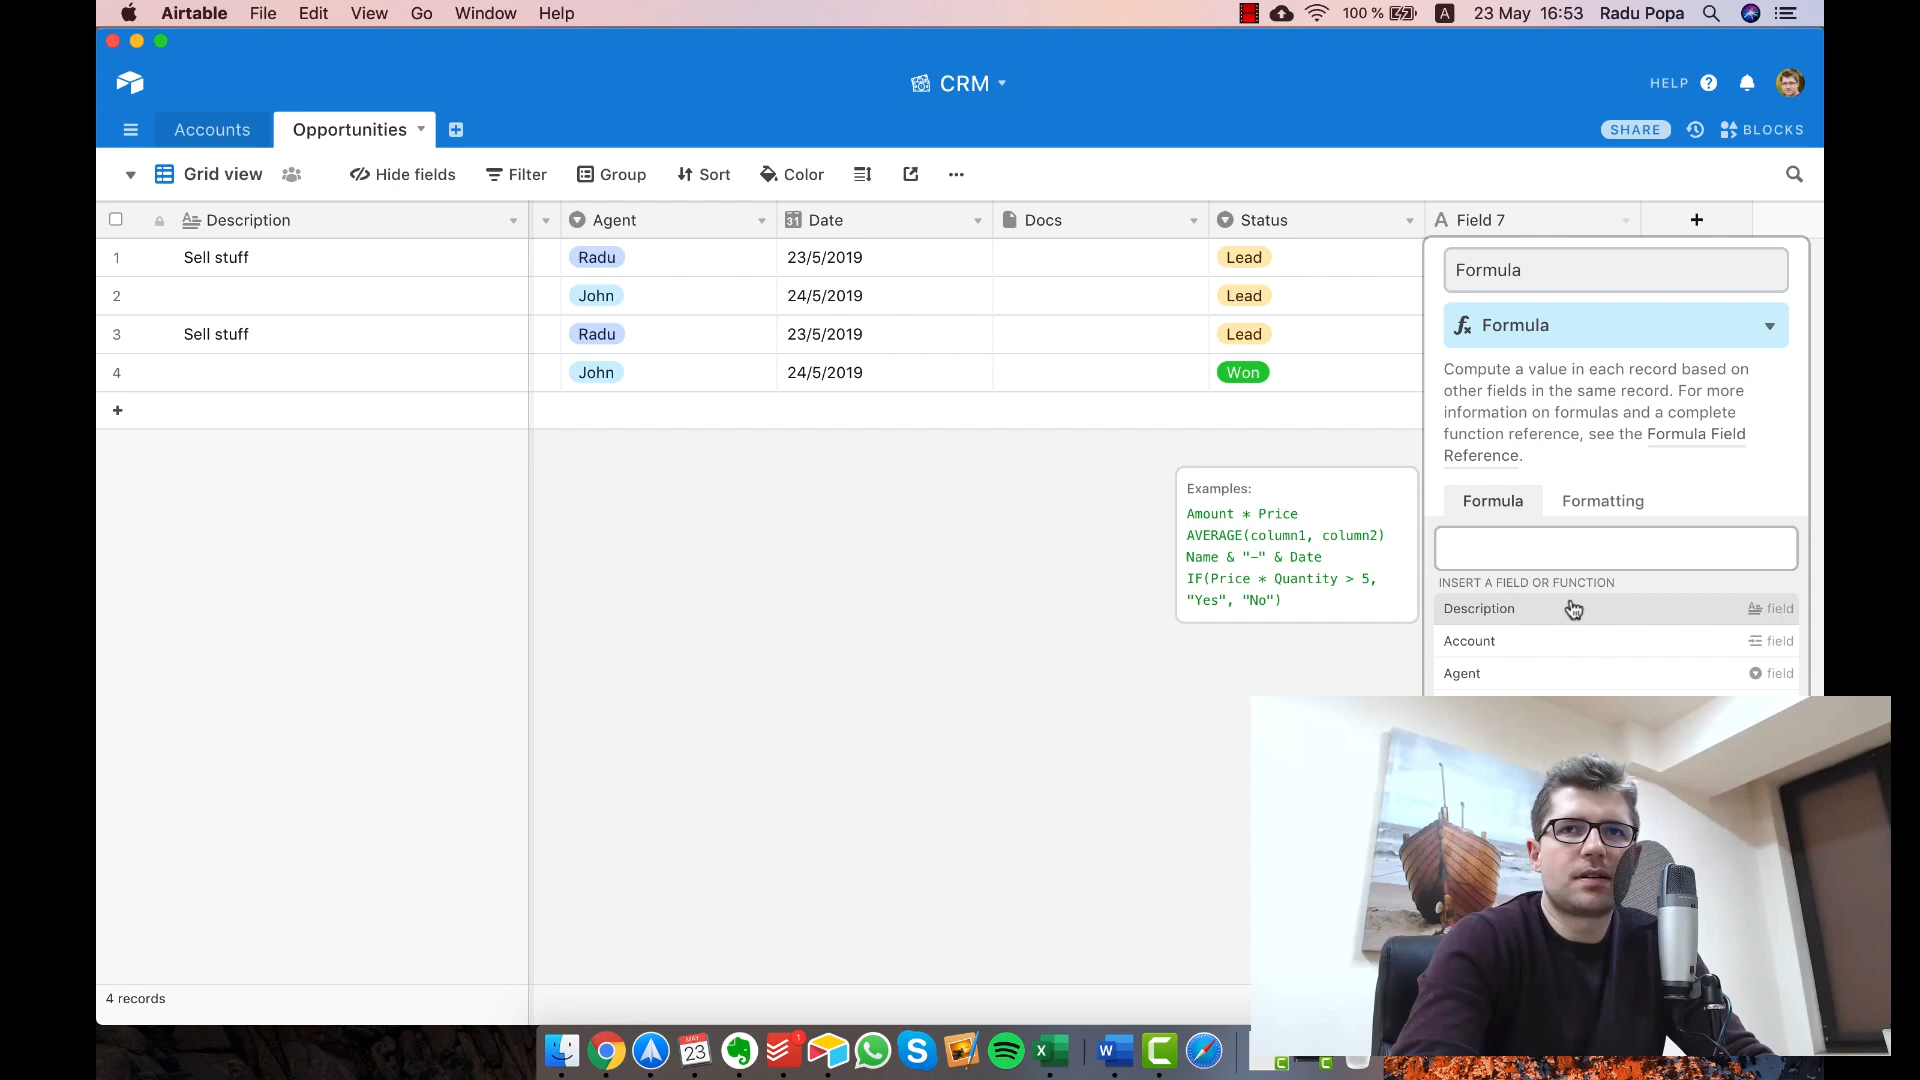 Airtable File Edit View Go Window Help 100 % A 23 May 16:53 Radu Popa
CRM
HELP ?
Accounts Opportunities
SHARE BLOCKS
Grid view Hide fields Filter Group Sort Color
Description Agent 31 Date Docs Status A Field 7
1 Sell stuff Radu 23/5/2019 Lead
2 John 24/5/2019 Lead
3 Sell stuff Radu 23/5/2019 Lead
4 John 24/5/2019 Won
Formula
fx Formula
Compute a value in each record based on
other fields in the same record. For more
information on formulas and a complete
function reference, see the Formula Field
Reference.
Formula Formatting
Examples:
Amount * Price
AVERAGE(column1, column2)
Name & "-" & Date
IF(Price * Quantity > 5,
"Yes", "No")
INSERT A FIELD OR FUNCTION
Description field
Account field
Agent field
4 records
MAY
23
1
S
X
W
C